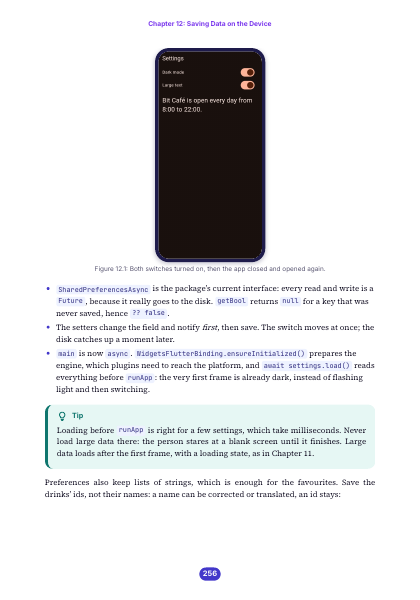 Chapter 12: Saving Data on the Device
Settings
Dark mode
Large text
Bit Café is open every day from
8:00 to 22:00.
Figure 12.1: Both switches turned on, then the app closed and opened again.
• SharedPreferencesAsync is the package's current interface: every read and write is a
Future, because it really goes to the disk. getBool returns null for a key that was
never saved, hence ?? false.
• The setters change the field and notify first, then save. The switch moves at once; the
disk catches up a moment later.
• main is now async. WidgetsFlutterBinding.ensureInitialized() prepares the
engine, which plugins need to reach the platform, and await settings.load() reads
everything before runApp: the very first frame is already dark, instead of flashing
light and then switching.
Tip
Loading before runApp is right for a few settings, which take milliseconds. Never
load large data there: the person stares at a blank screen until it finishes. Large
data loads after the first frame, with a loading state, as in Chapter 11.
Preferences also keep lists of strings, which is enough for the favourites. Save the
drinks' ids, not their names: a name can be corrected or translated, an id stays:
256